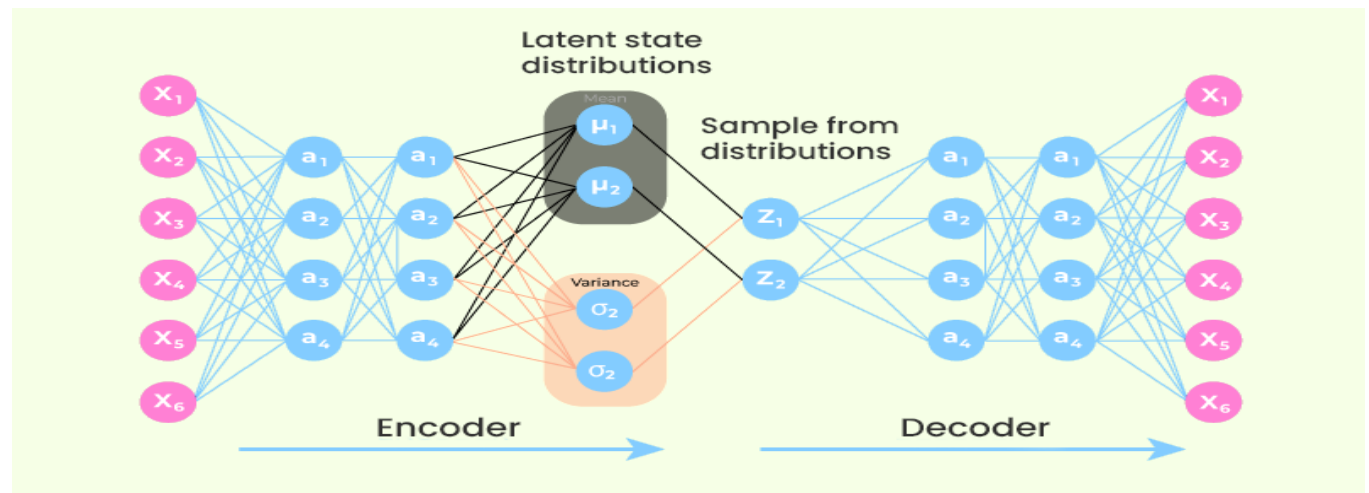 Latent state
distributions
Mean
Sample from
distributions
Variance
X₁
X₂
X₃
X₄
X₅
X₆
a₁
a₂
a₃
a₄
a₁
a₂
a₃
a₄
μ₁
μ₂
σ₂
σ₂
Z₁
Z₂
a₁
a₂
a₃
a₄
a₁
a₂
a₃
a₄
X₁
X₂
X₃
X₄
X₅
X₆
Encoder
Decoder